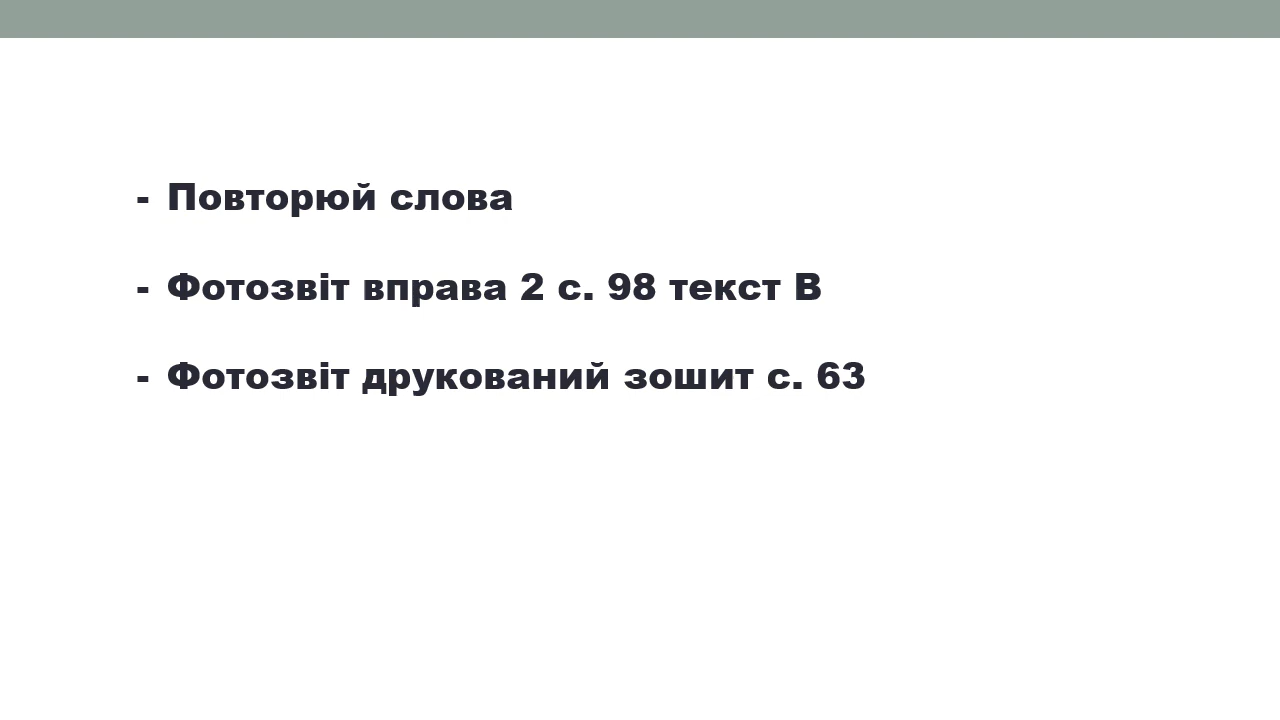 - Повторюй слова
- Фотозвіт вправа 2 с. 98 текст В
- Фотозвіт друкований зошит с. 63